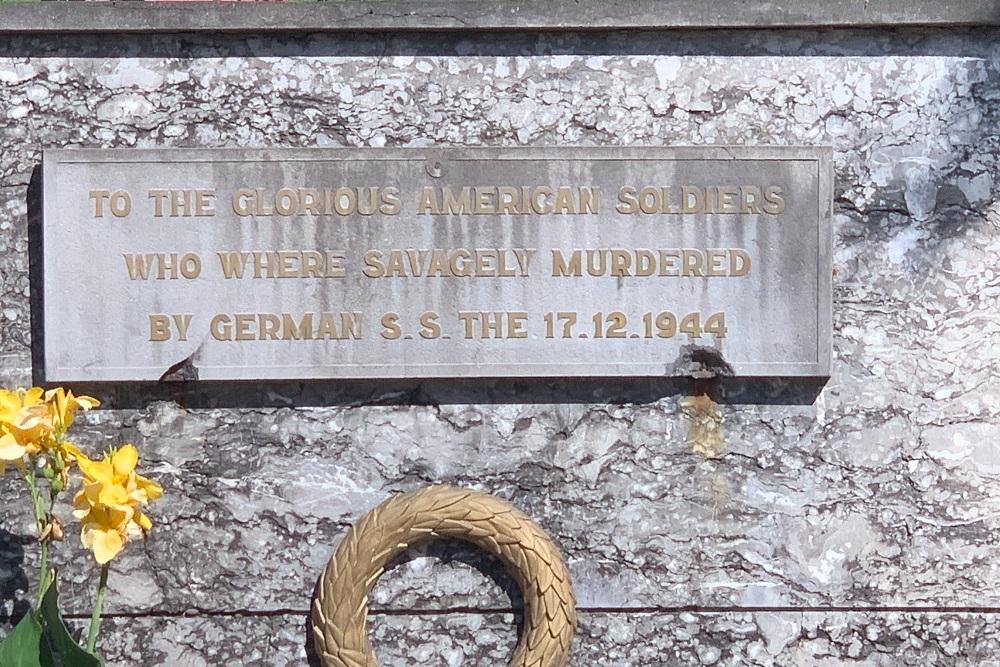 TO THE GLORIOUS AMERICAN SOLDIERS
WHO WHERE SAVAGELY MURDERED
BY GERMAN S.S. THE 17.12.1944